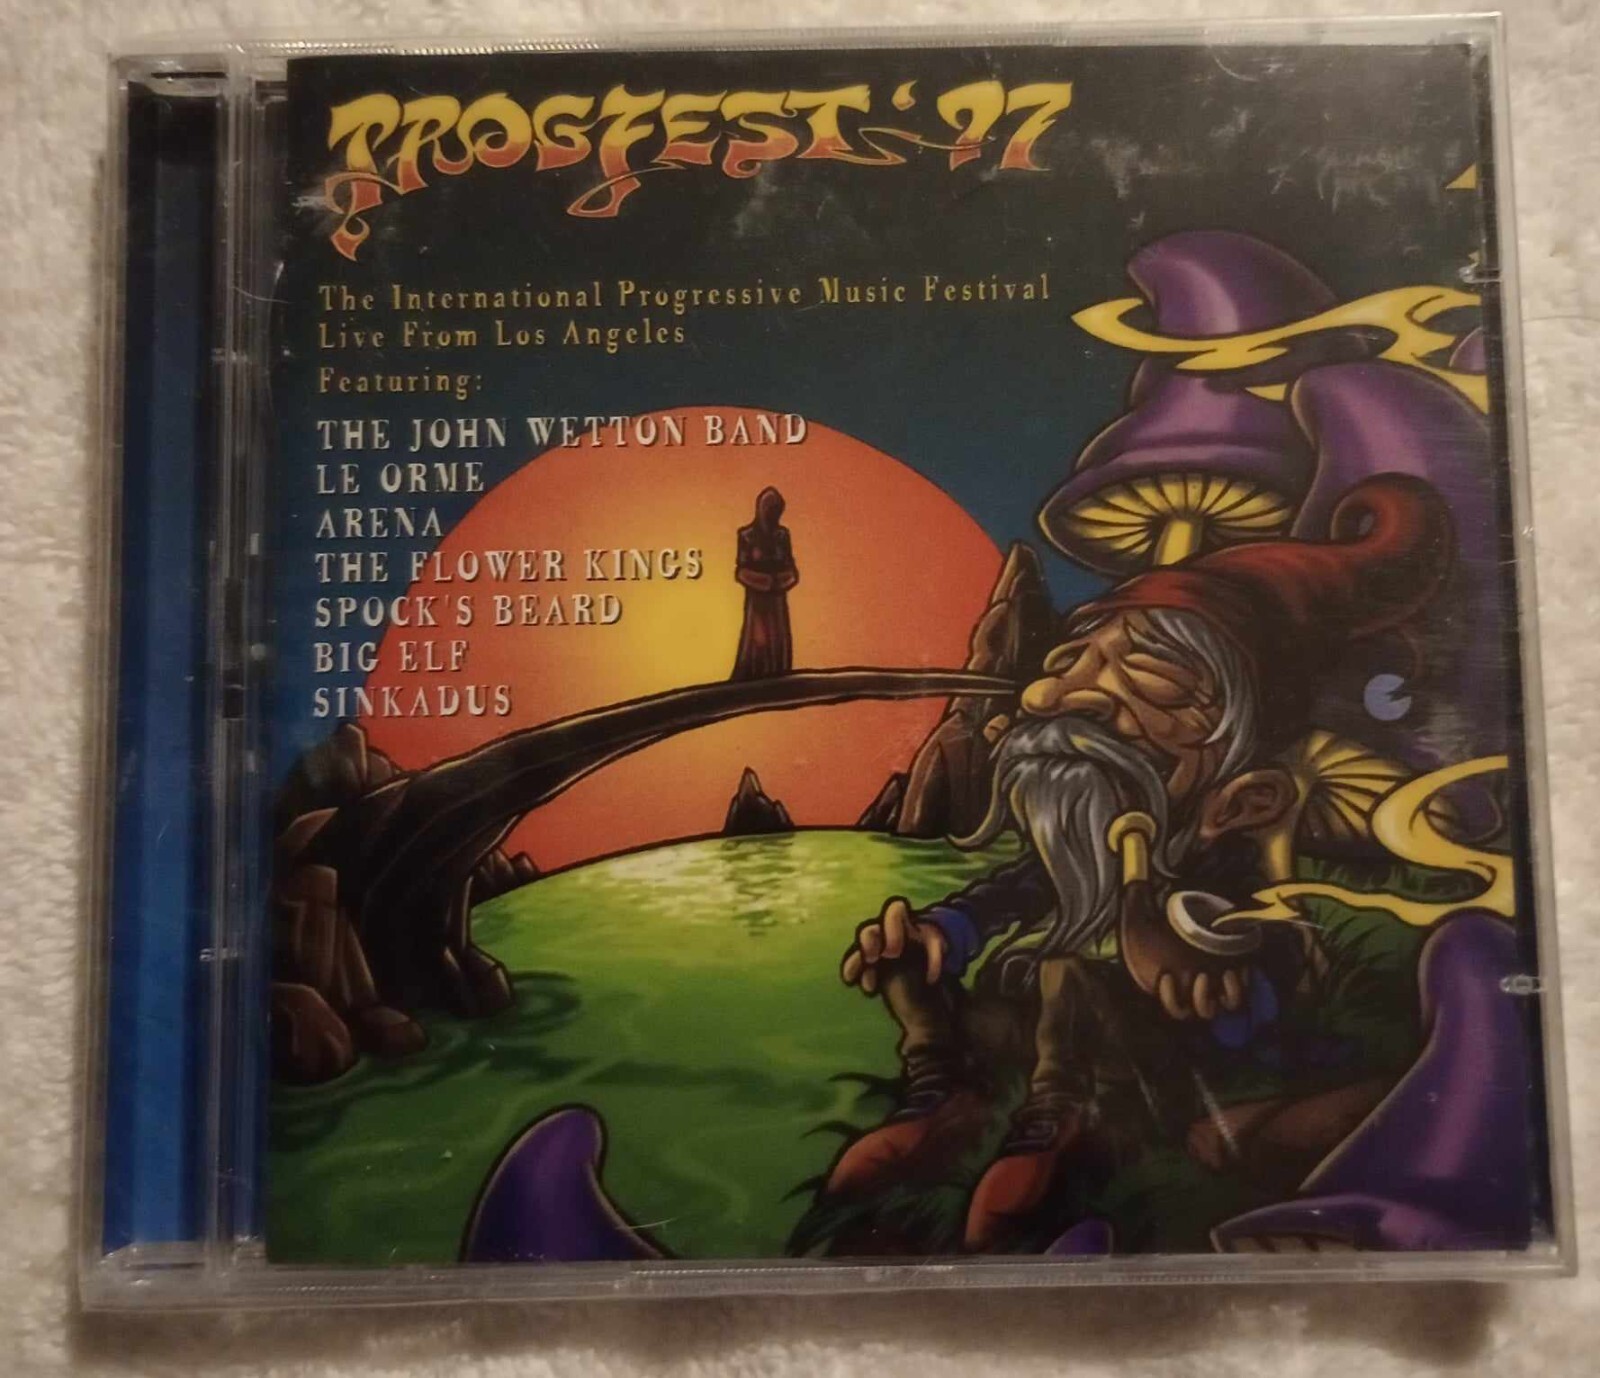 PROGFEST '97
The International Progressive Music Festival
Live From Los Angeles
Featuring:
THE JOHN WETTON BAND
LE ORME
ARENA
THE FLOWER KINGS
SPOCK'S BEARD
BIG ELF
SINKADUS